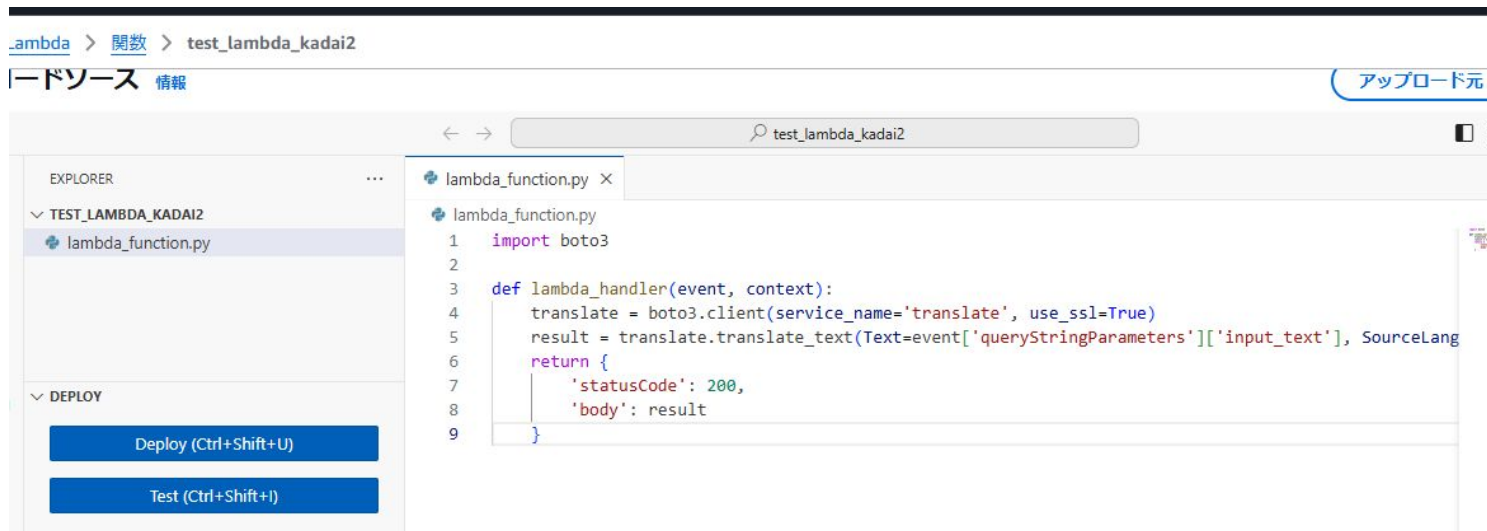 Lambda > 関数 > test_lambda_kadai2
ードソース 情報
アップロード元
test_lambda_kadai2
EXPLORER ...
lambda_function.py ×
TEST_LAMBDA_KADAI2
lambda_function.py
lambda_function.py
1 import boto3
2
3 def lambda_handler(event, context):
4     translate = boto3.client(service_name='translate', use_ssl=True)
5     result = translate.translate_text(Text=event['queryStringParameters']['input_text'], SourceLang
6     return {
7         'statusCode': 200,
8         'body': result
9     }
DEPLOY
Deploy (Ctrl+Shift+U)
Test (Ctrl+Shift+I)